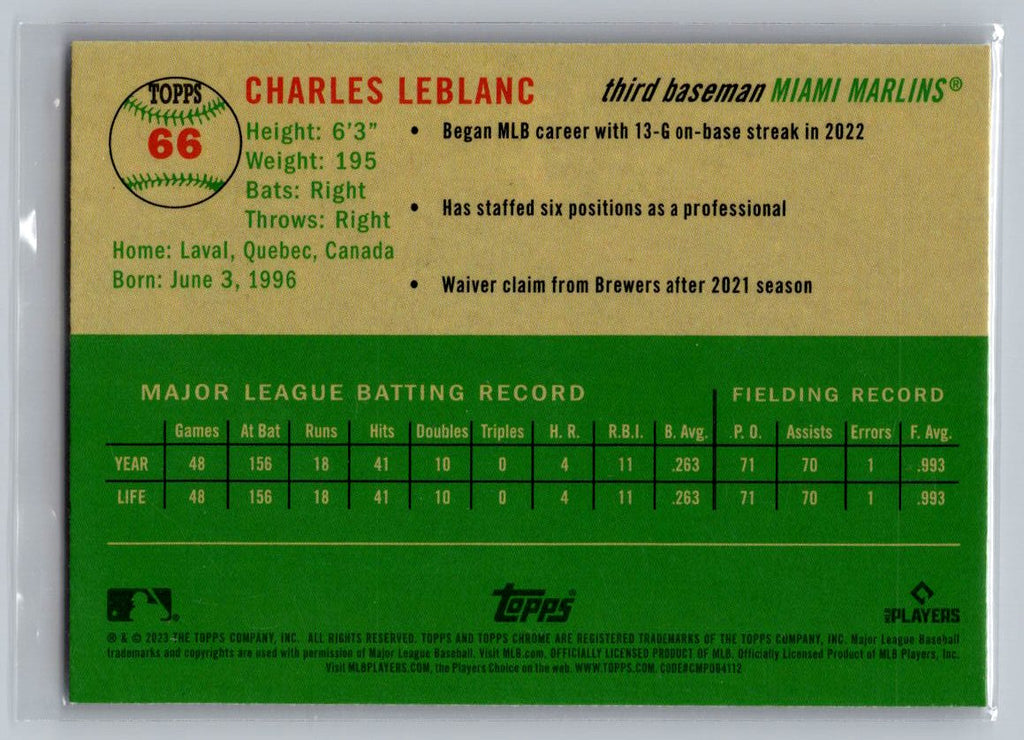 TOPPS
66
CHARLES LEBLANC
third baseman MIAMI MARLINS®
Height: 6'3"
Weight: 195
Bats: Right
Throws: Right
Home: Laval, Quebec, Canada
Born: June 3, 1996
• Began MLB career with 13-G on-base streak in 2022
• Has staffed six positions as a professional
• Waiver claim from Brewers after 2021 season
MAJOR LEAGUE BATTING RECORD FIELDING RECORD
Games At Bat Runs Hits Doubles Triples H. R. R.B.I. B. Avg. P. O. Assists Errors F. Avg.
YEAR 48 156 18 41 10 0 4 11 .263 71 70 1 .993
LIFE 48 156 18 41 10 0 4 11 .263 71 70 1 .993
topps
MLB PLAYERS
® & © 2023 THE TOPPS COMPANY, INC. ALL RIGHTS RESERVED. TOPPS AND TOPPS CHROME ARE REGISTERED TRADEMARKS OF THE TOPPS COMPANY, INC. Major League Baseball
trademarks and copyrights are used with permission of Major League Baseball. Visit MLB.com. OFFICIALLY LICENSED PRODUCT OF MLB. Officially Licensed Product of MLB Players, Inc.
Visit MLBPLAYERS.COM, the Players Choice on the web. WWW.TOPPS.COM. CODE#CMP084112